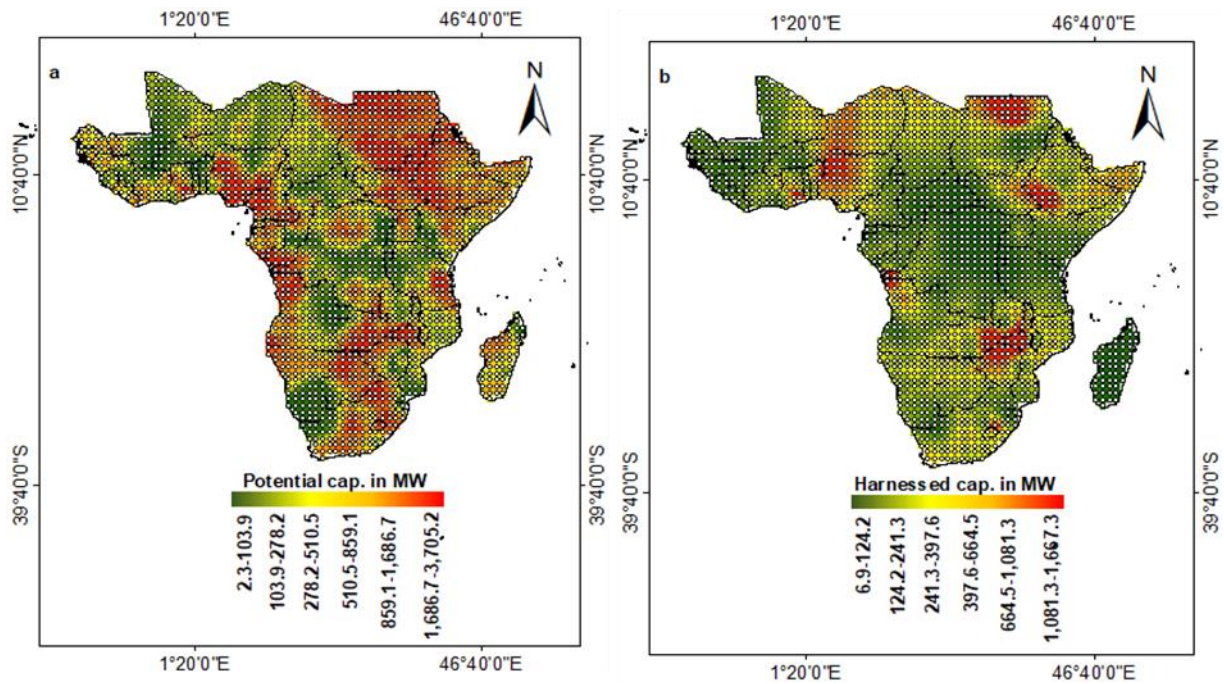 1°20'0"E 46°40'0"E
a
N
10°40'0"N
10°40'0"N
39°40'0"S
39°40'0"S
Potential cap. in MW
2.3-103.9
103.9-278.2
278.2-510.5
510.5-859.1
859.1-1,686.7
1,686.7-3,705.2
1°20'0"E 46°40'0"E
1°20'0"E 46°40'0"E
b
N
10°40'0"N
10°40'0"N
39°40'0"S
39°40'0"S
Harnessed cap. in MW
6.9-124.2
124.2-241.3
241.3-397.6
397.6-664.5
664.5-1,081.3
1,081.3-1,667.3
1°20'0"E 46°40'0"E